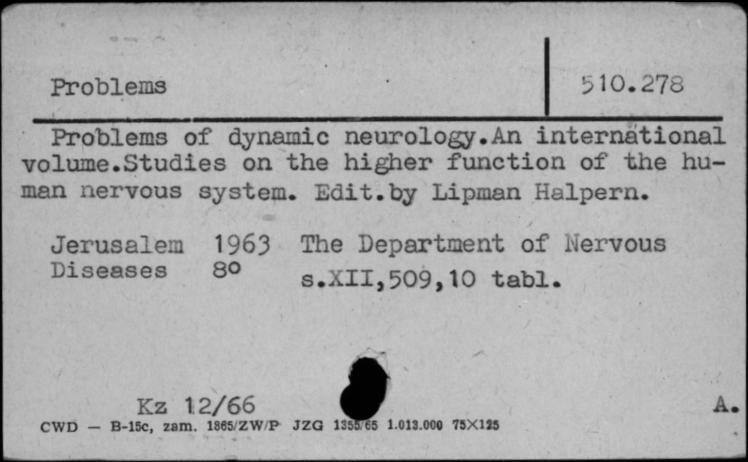 Problems 510.278
Problems of dynamic neurology.An international
volume.Studies on the higher function of the hu-
man nervous system. Edit.by Lipman Halpern.
Jerusalem 1963 The Department of Nervous
Diseases 8o s.XII,509,10 tabl.
Kz 12/66 A.
CWD — B-15c, zam. 1865/ZW/P JZG 1355/65 1.013.000 75X125